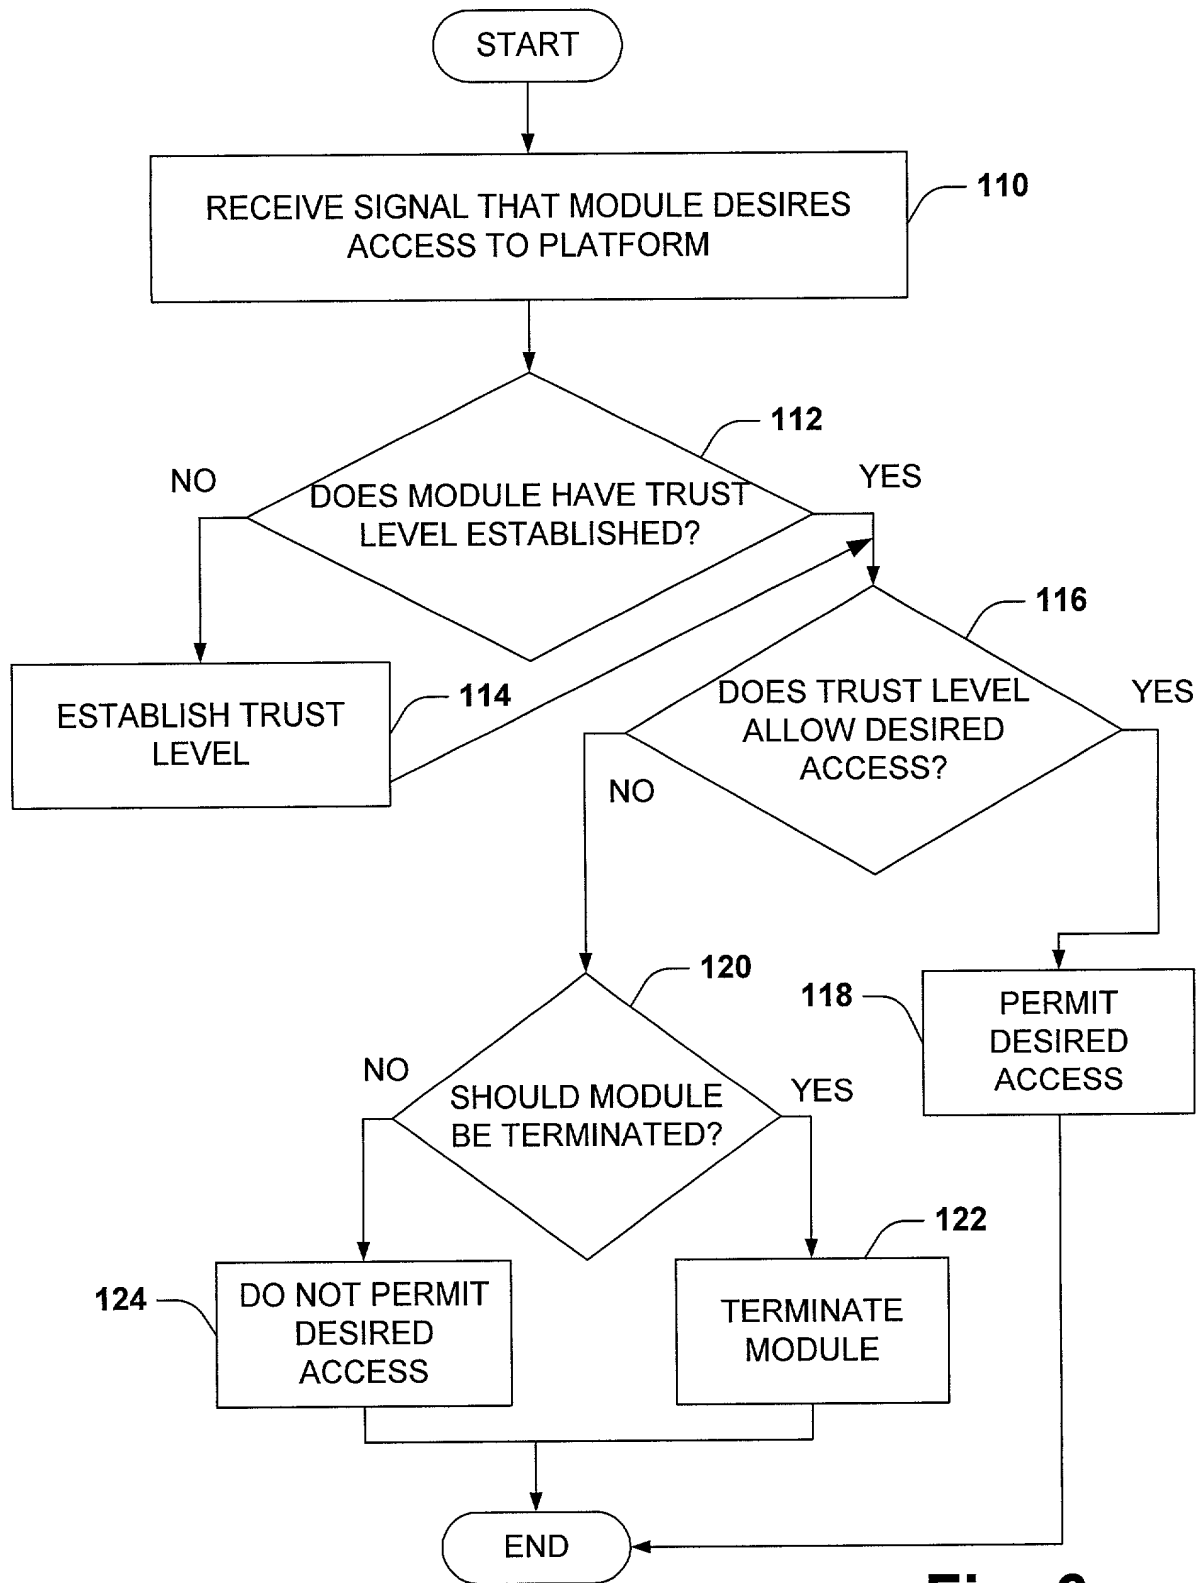 START
RECEIVE SIGNAL THAT MODULE DESIRES
ACCESS TO PLATFORM
110
112
NO
YES
DOES MODULE HAVE TRUST
LEVEL ESTABLISHED?
116
114
ESTABLISH TRUST
LEVEL
DOES TRUST LEVEL
ALLOW DESIRED
ACCESS?
YES
NO
120
118
PERMIT
DESIRED
ACCESS
NO
YES
SHOULD MODULE
BE TERMINATED?
122
124
DO NOT PERMIT
DESIRED
ACCESS
TERMINATE
MODULE
END